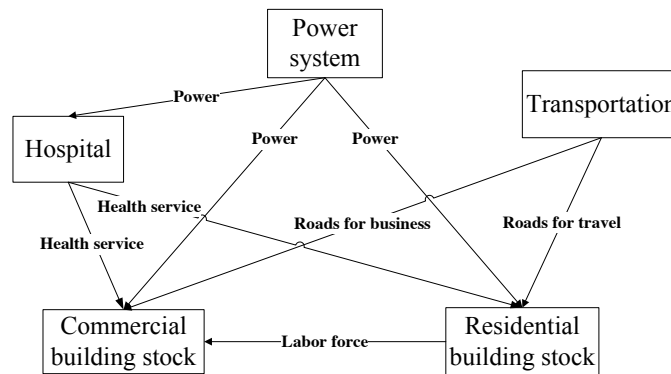 Power
system
Transportation
Power
Hospital
Power
Power
Health service
Roads for business
Roads for travel
Health service
Commercial
building stock
Labor force
Residential
building stock